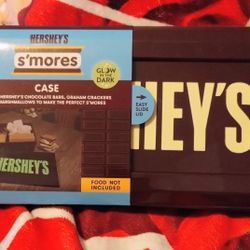 HERSHEY'S
s'mores
GLOW
IN THE
DARK
CASE
HERSHEY'S CHOCOLATE BARS, GRAHAM CRACKERS
MARSHMALLOWS TO MAKE THE PERFECT S'MORES
EASY
SLIDE
LID
HEY'S
HERSHEY'S
FOOD NOT
INCLUDED